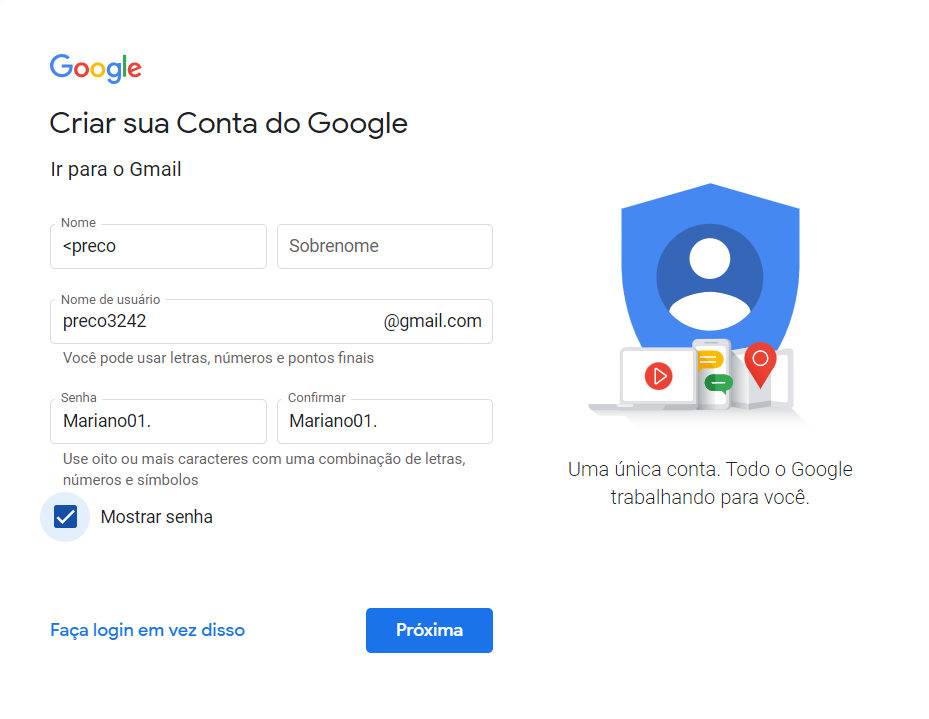 Google
Criar sua Conta do Google
Ir para o Gmail
Nome
<preco
Sobrenome
Nome de usuário
preco3242
@gmail.com
Você pode usar letras, números e pontos finais
Senha
Mariano01.
Confirmar
Mariano01.
Use oito ou mais caracteres com uma combinação de letras,
números e símbolos
Mostrar senha
Faça login em vez disso
Próxima
Uma única conta. Todo o Google
trabalhando para você.